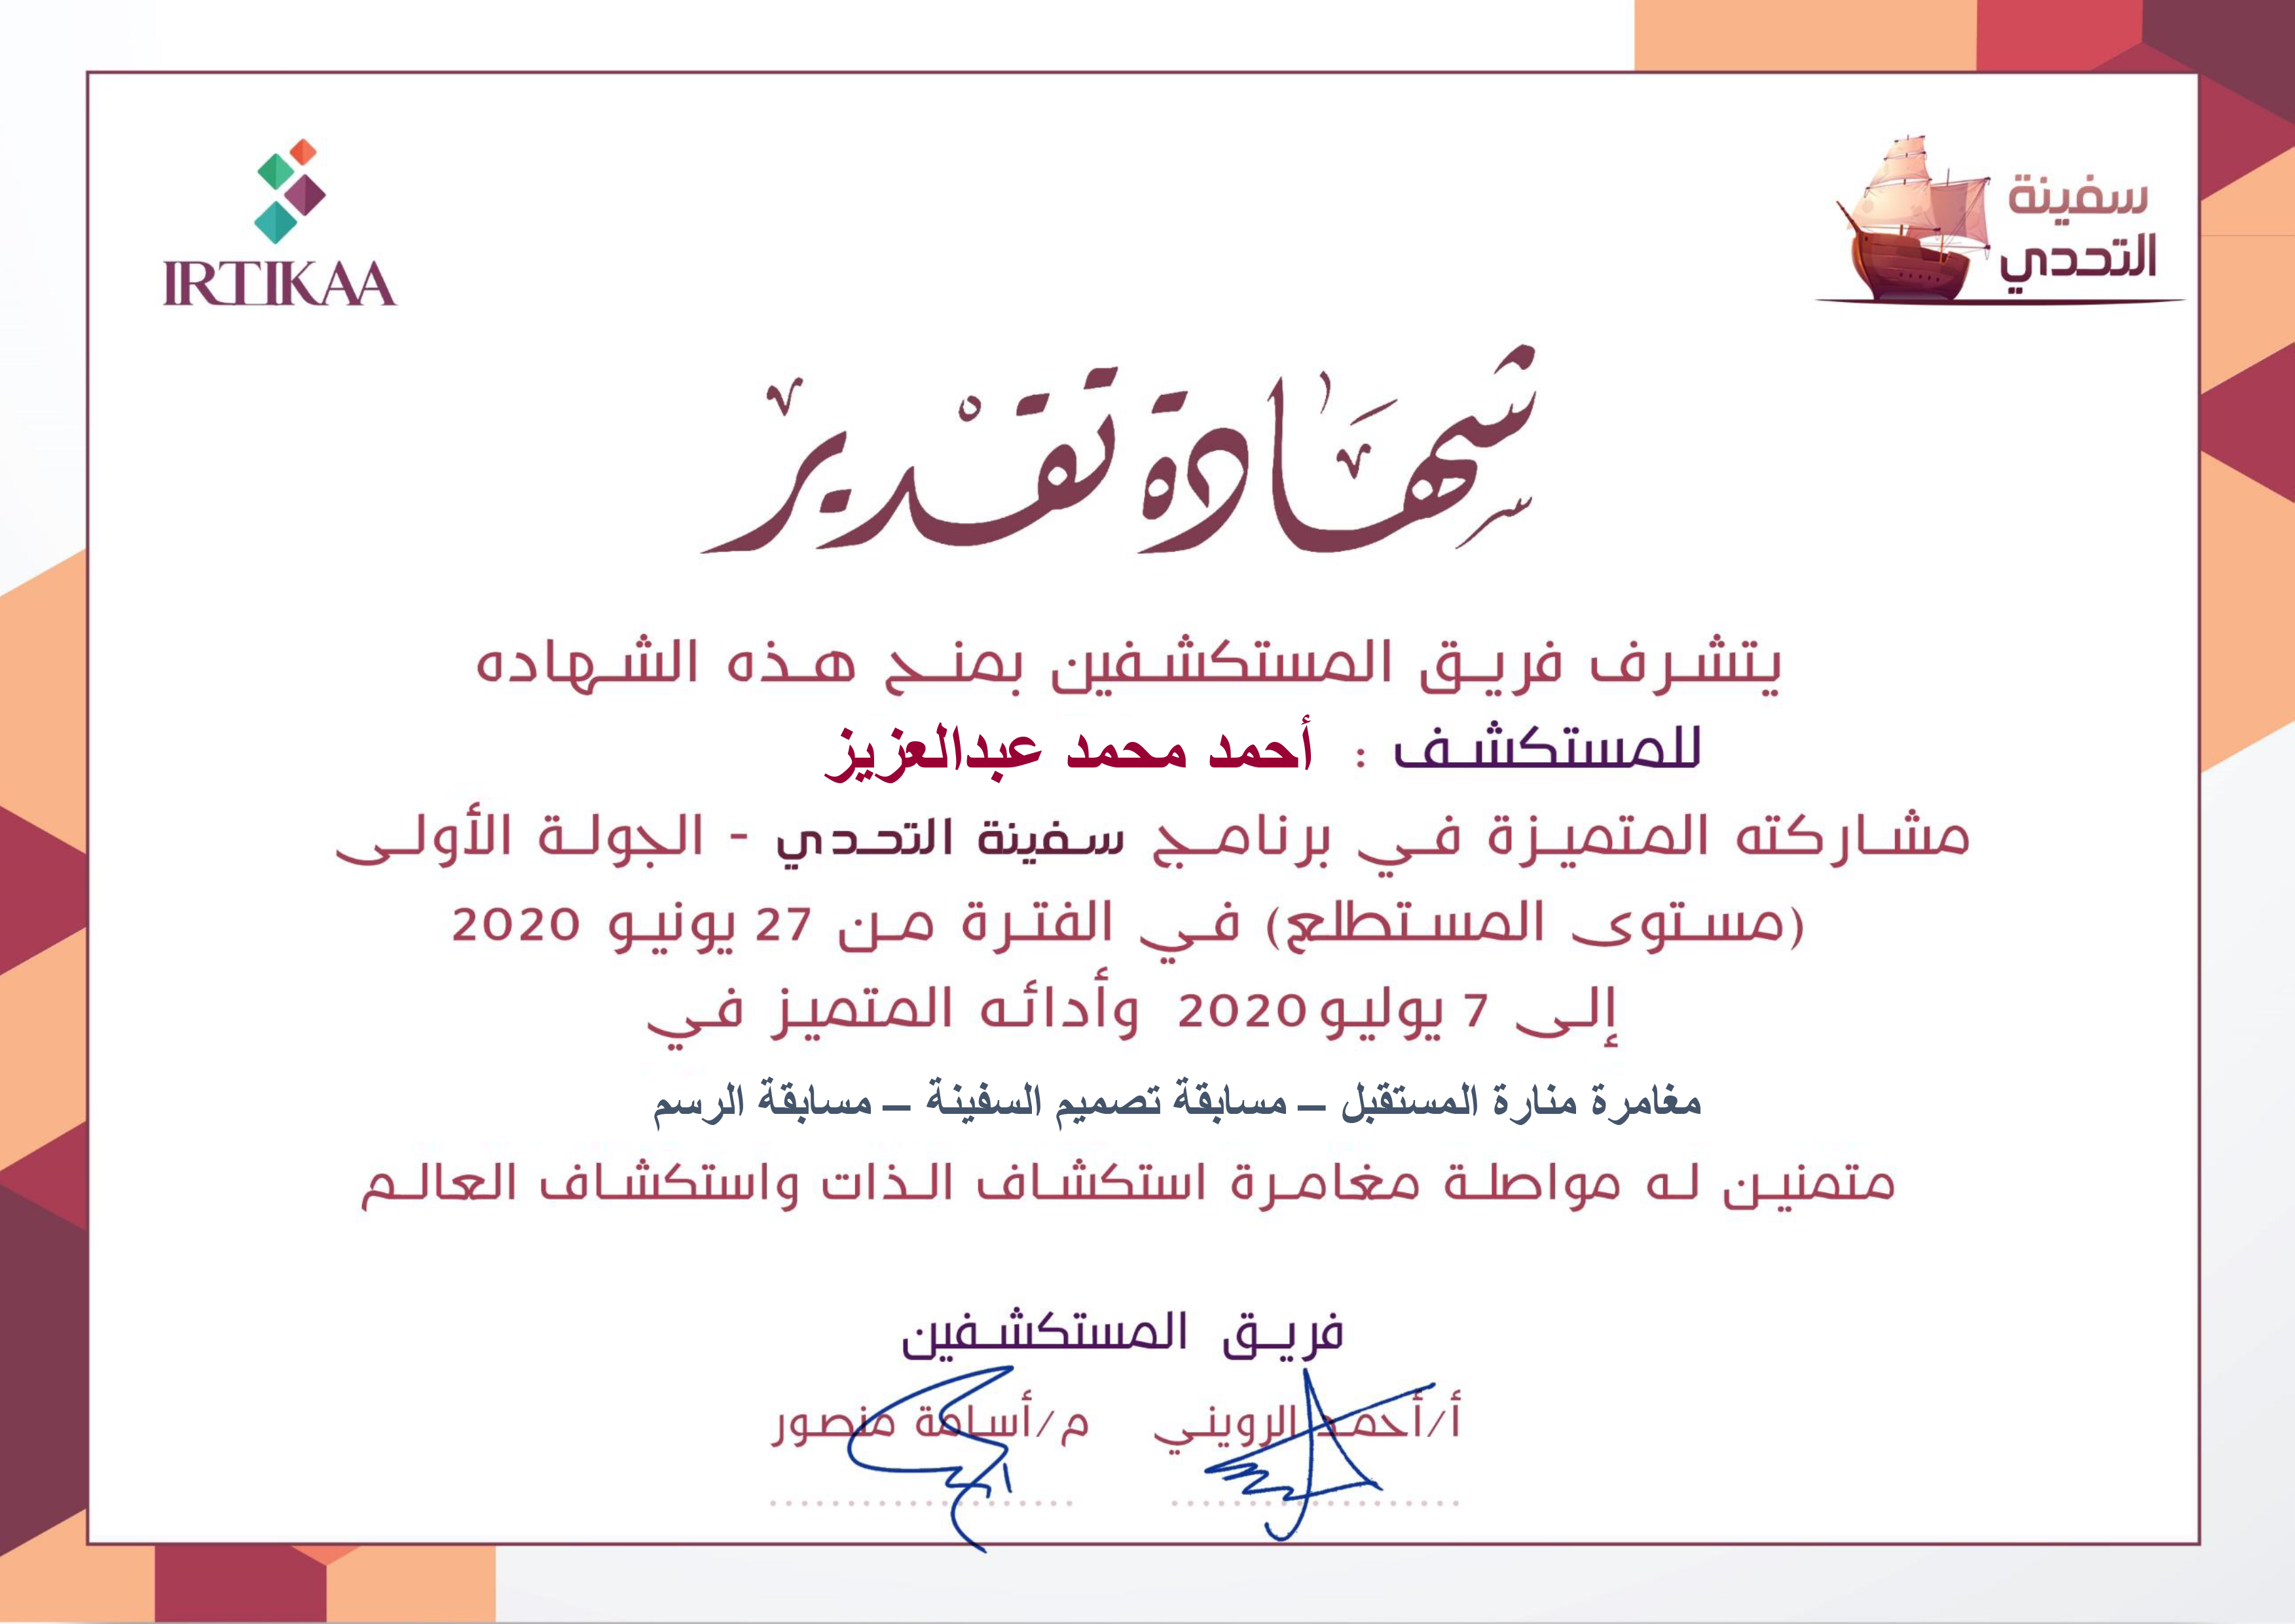 IRTIKAA
سفينة
التحدي
شِهَادة تقْدير
يتشرف فريق المستكشفين بمنح هذه الشهاده
للمستكشف : أحمد محمد عبدالعزيز
مشاركته المتميزة في برنامج سفينة التحدي - الجولة الأولى
(مستوى المستطلع) في الفترة من 27 يونيو 2020
إلى 7 يوليو 2020 وأدائه المتميز في
مغامرة منارة المستقبل – مسابقة تصميم السفينة – مسابقة الرسم
متمنين له مواصلة مغامرة استكشاف الذات واستكشاف العالم
فريق المستكشفين
أ/أحمد الرويني م/أسامة منصور